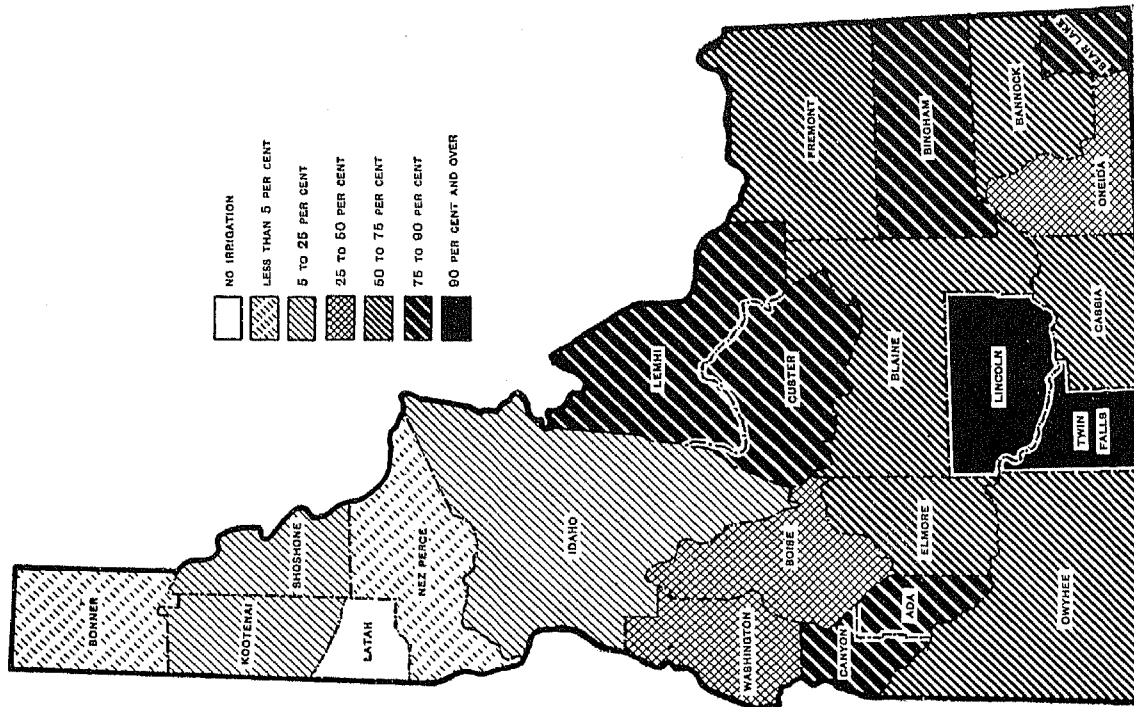 NO IRRIGATION
LESS THAN 5 PER CENT
5 TO 25 PER CENT
25 TO 50 PER CENT
50 TO 75 PER CENT
75 TO 90 PER CENT
90 PER CENT AND OVER
BONNER
KOOTENAI
SHOSHONE
LATAH
NEZ PERCE
IDAHO
LEMHI
CUSTER
WASHINGTON
BOISE
CANYON
ADA
ELMORE
OWYHEE
BLAINE
LINCOLN
TWIN
FALLS
CASSIA
FREMONT
BINGHAM
BANNOCK
ONEIDA
BEAR LAKE